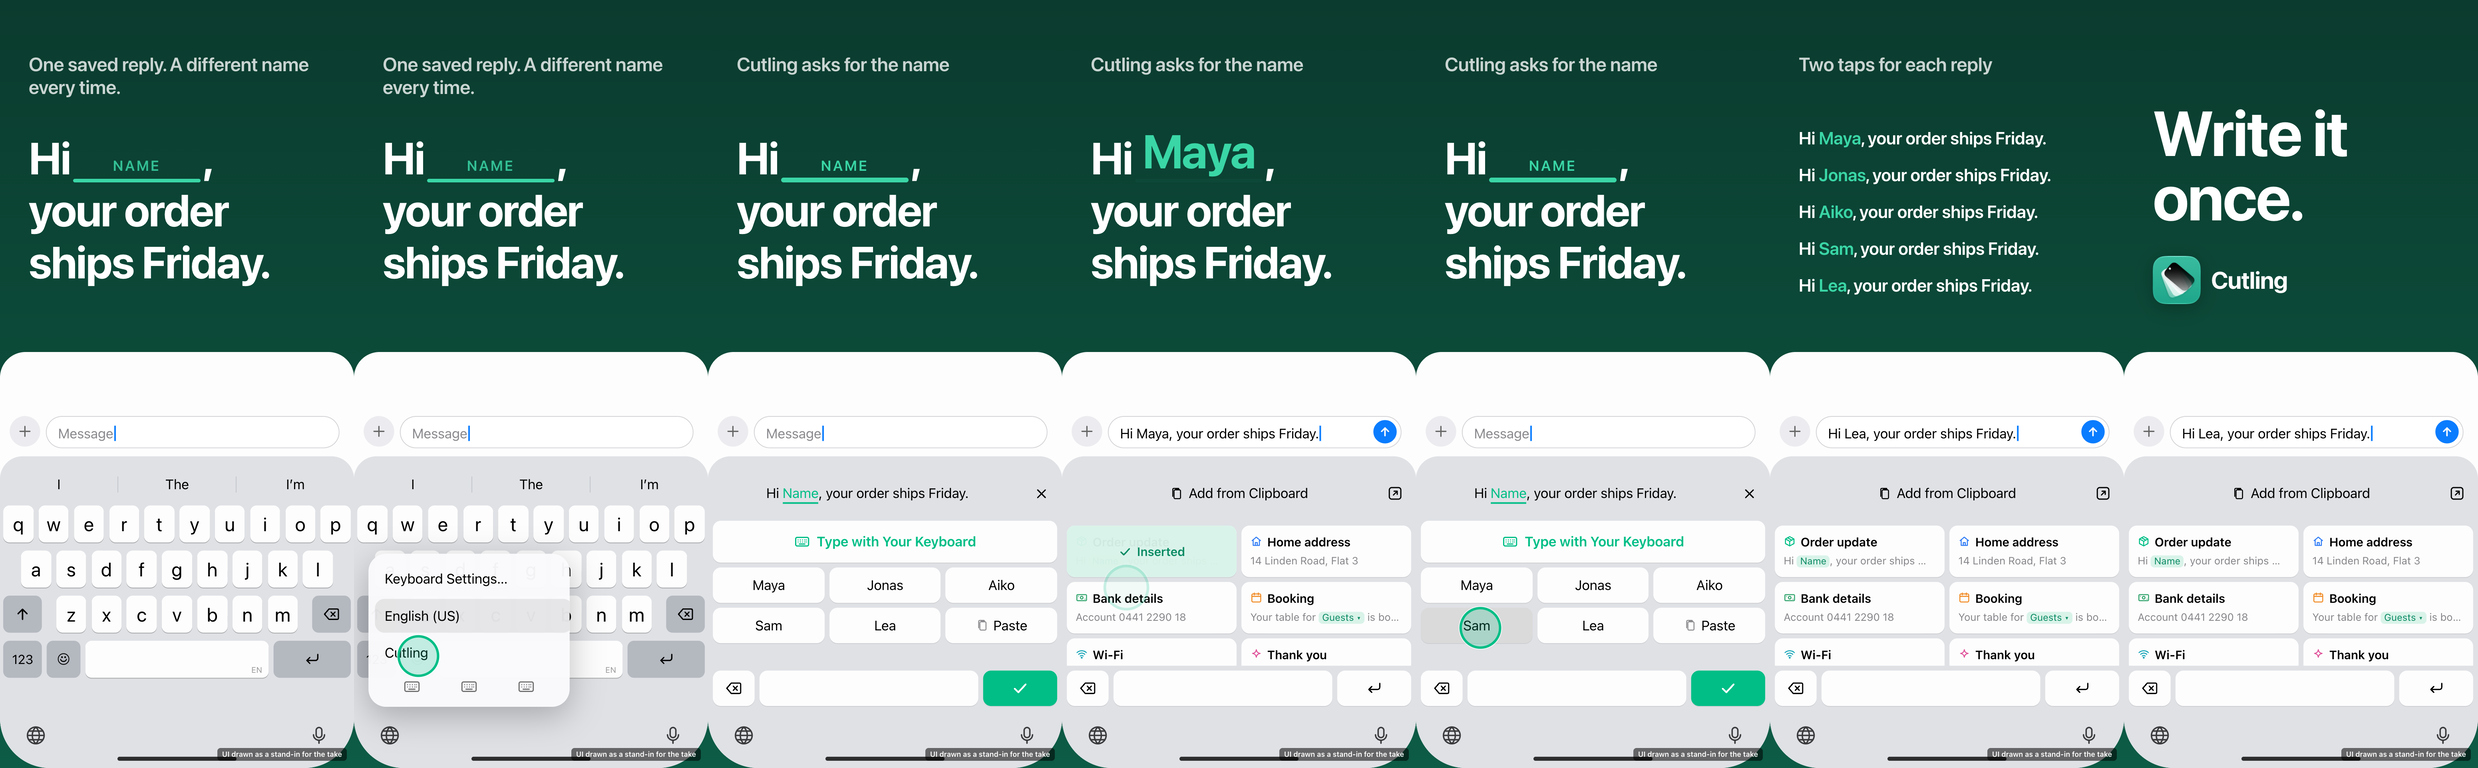 One saved reply. A different name
every time.
Hi NAME ,
your order
ships Friday.
Message
I The I'm
q w e r t y u i o p
a s d f g h j k l
z x c v b n m
123 EN
UI drawn as a stand-in for the take
One saved reply. A different name
every time.
Hi NAME ,
your order
ships Friday.
Message
I The I'm
q w e r t y u i o p
g j k l
Keyboard Settings...
English (US)
n m
Cutling
EN
UI drawn as a stand-in for the take
Cutling asks for the name
Hi NAME ,
your order
ships Friday.
Message
Hi Name, your order ships Friday.
Type with Your Keyboard
Maya Jonas Aiko
Sam Lea Paste
UI drawn as a stand-in for the take
Cutling asks for the name
Hi Maya ,
your order
ships Friday.
Hi Maya, your order ships Friday.
Add from Clipboard
Order update
Inserted
Home address
14 Linden Road, Flat 3
Bank details
Account 0441 2290 18
Booking
Your table for Guests is bo...
Wi-Fi
Thank you
UI drawn as a stand-in for the take
Cutling asks for the name
Hi NAME ,
your order
ships Friday.
Message
Hi Name, your order ships Friday.
Type with Your Keyboard
Maya Jonas Aiko
Sam Lea Paste
UI drawn as a stand-in for the take
Two taps for each reply
Hi Maya, your order ships Friday.
Hi Jonas, your order ships Friday.
Hi Aiko, your order ships Friday.
Hi Sam, your order ships Friday.
Hi Lea, your order ships Friday.
Hi Lea, your order ships Friday.
Add from Clipboard
Order update
Hi Name , your order ships ...
Home address
14 Linden Road, Flat 3
Bank details
Account 0441 2290 18
Booking
Your table for Guests is bo...
Wi-Fi
Thank you
UI drawn as a stand-in for the take
Write it
once.
Cutling
Hi Lea, your order ships Friday.
Add from Clipboard
Order update
Hi Name , your order ships ...
Home address
14 Linden Road, Flat 3
Bank details
Account 0441 2290 18
Booking
Your table for Guests is bo...
Wi-Fi
Thank you
UI drawn as a stand-in for the take